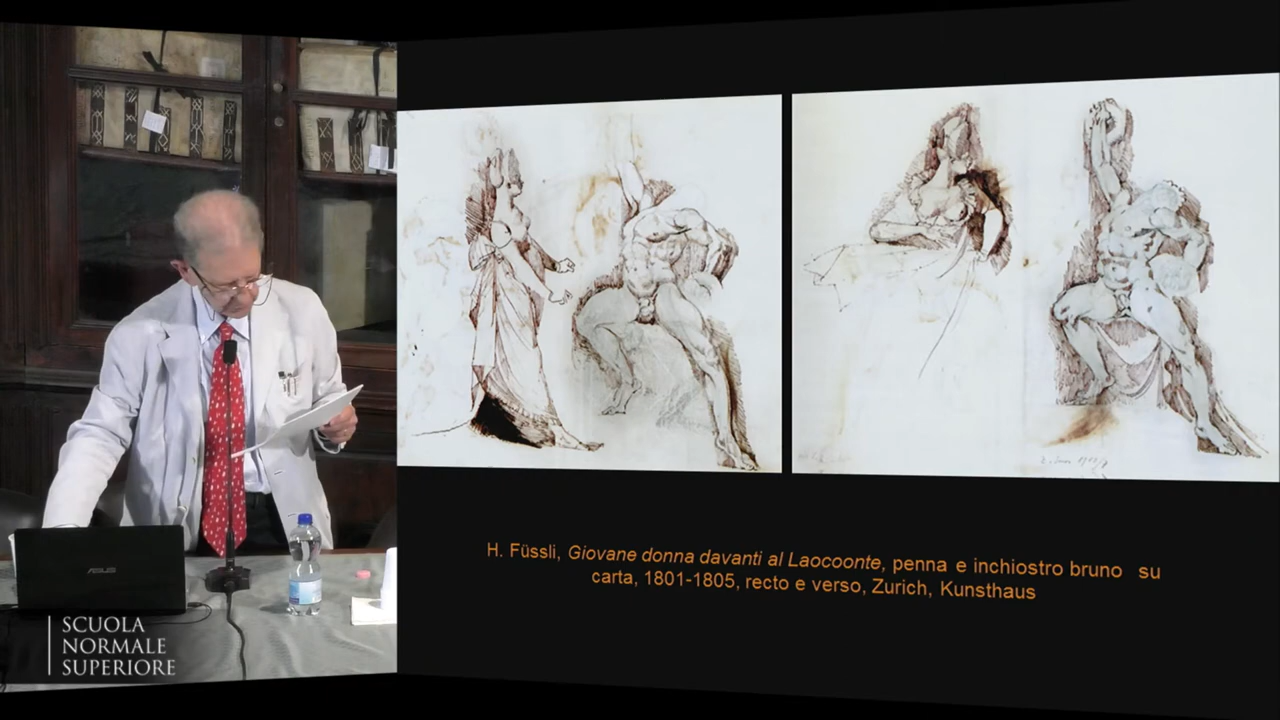 ASUS
SCUOLA
NORMALE
SUPERIORE
H. Füssli, Giovane donna davanti al Laocoonte, penna e inchiostro bruno su
carta, 1801-1805, recto e verso, Zurich, Kunsthaus